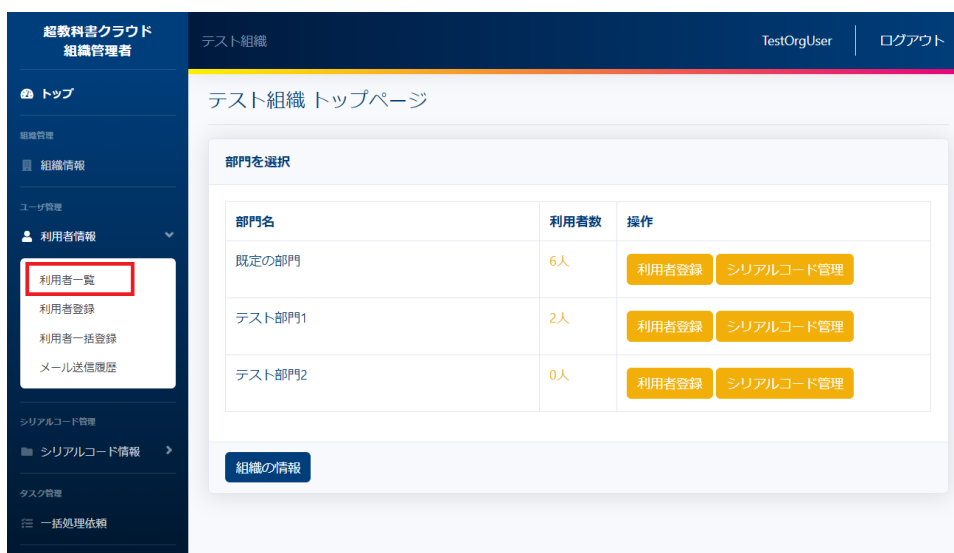 超教科書クラウド
組織管理者
テスト組織
TestOrgUser
ログアウト
トップ
組織管理
組織情報
ユーザ管理
利用者情報
利用者一覧
利用者登録
利用者一括登録
メール送信履歴
シリアルコード管理
シリアルコード情報
タスク管理
一括処理依頼
テスト組織 トップページ
部門を選択
部門名 利用者数 操作
既定の部門 6人 利用者登録 シリアルコード管理
テスト部門1 2人 利用者登録 シリアルコード管理
テスト部門2 0人 利用者登録 シリアルコード管理
組織の情報